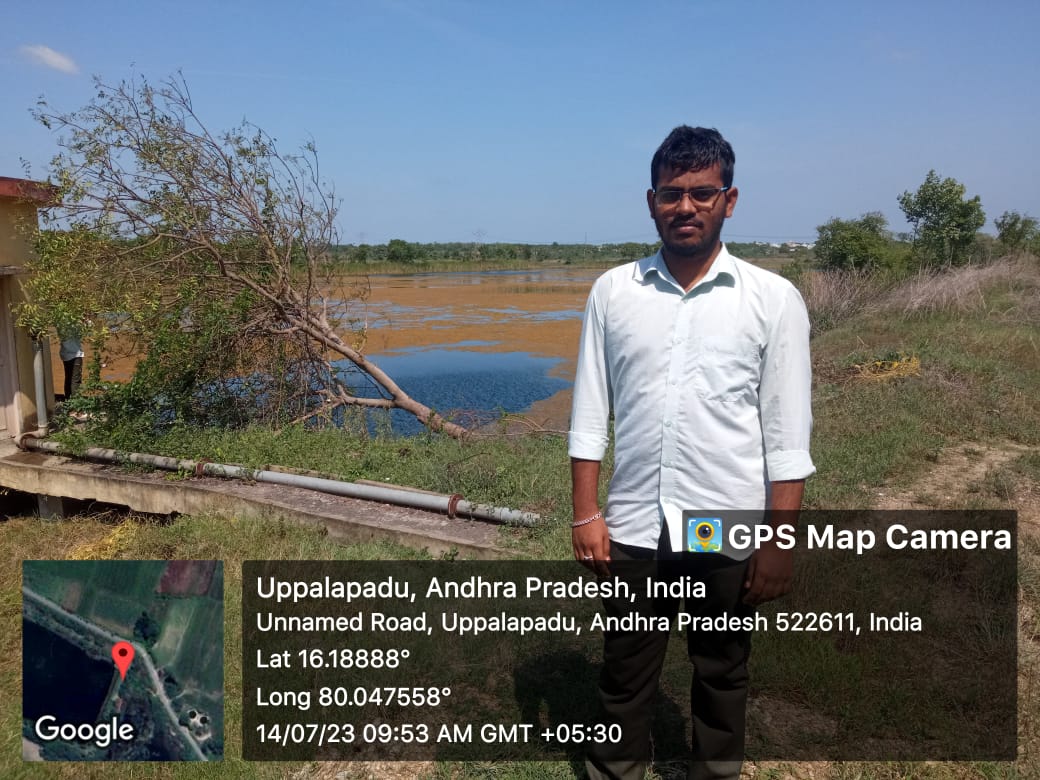 GPS Map Camera
Uppalapadu, Andhra Pradesh, India
Unnamed Road, Uppalapadu, Andhra Pradesh 522611, India
Lat 16.18888°
Long 80.047558°
14/07/23 09:53 AM GMT +05:30
Google